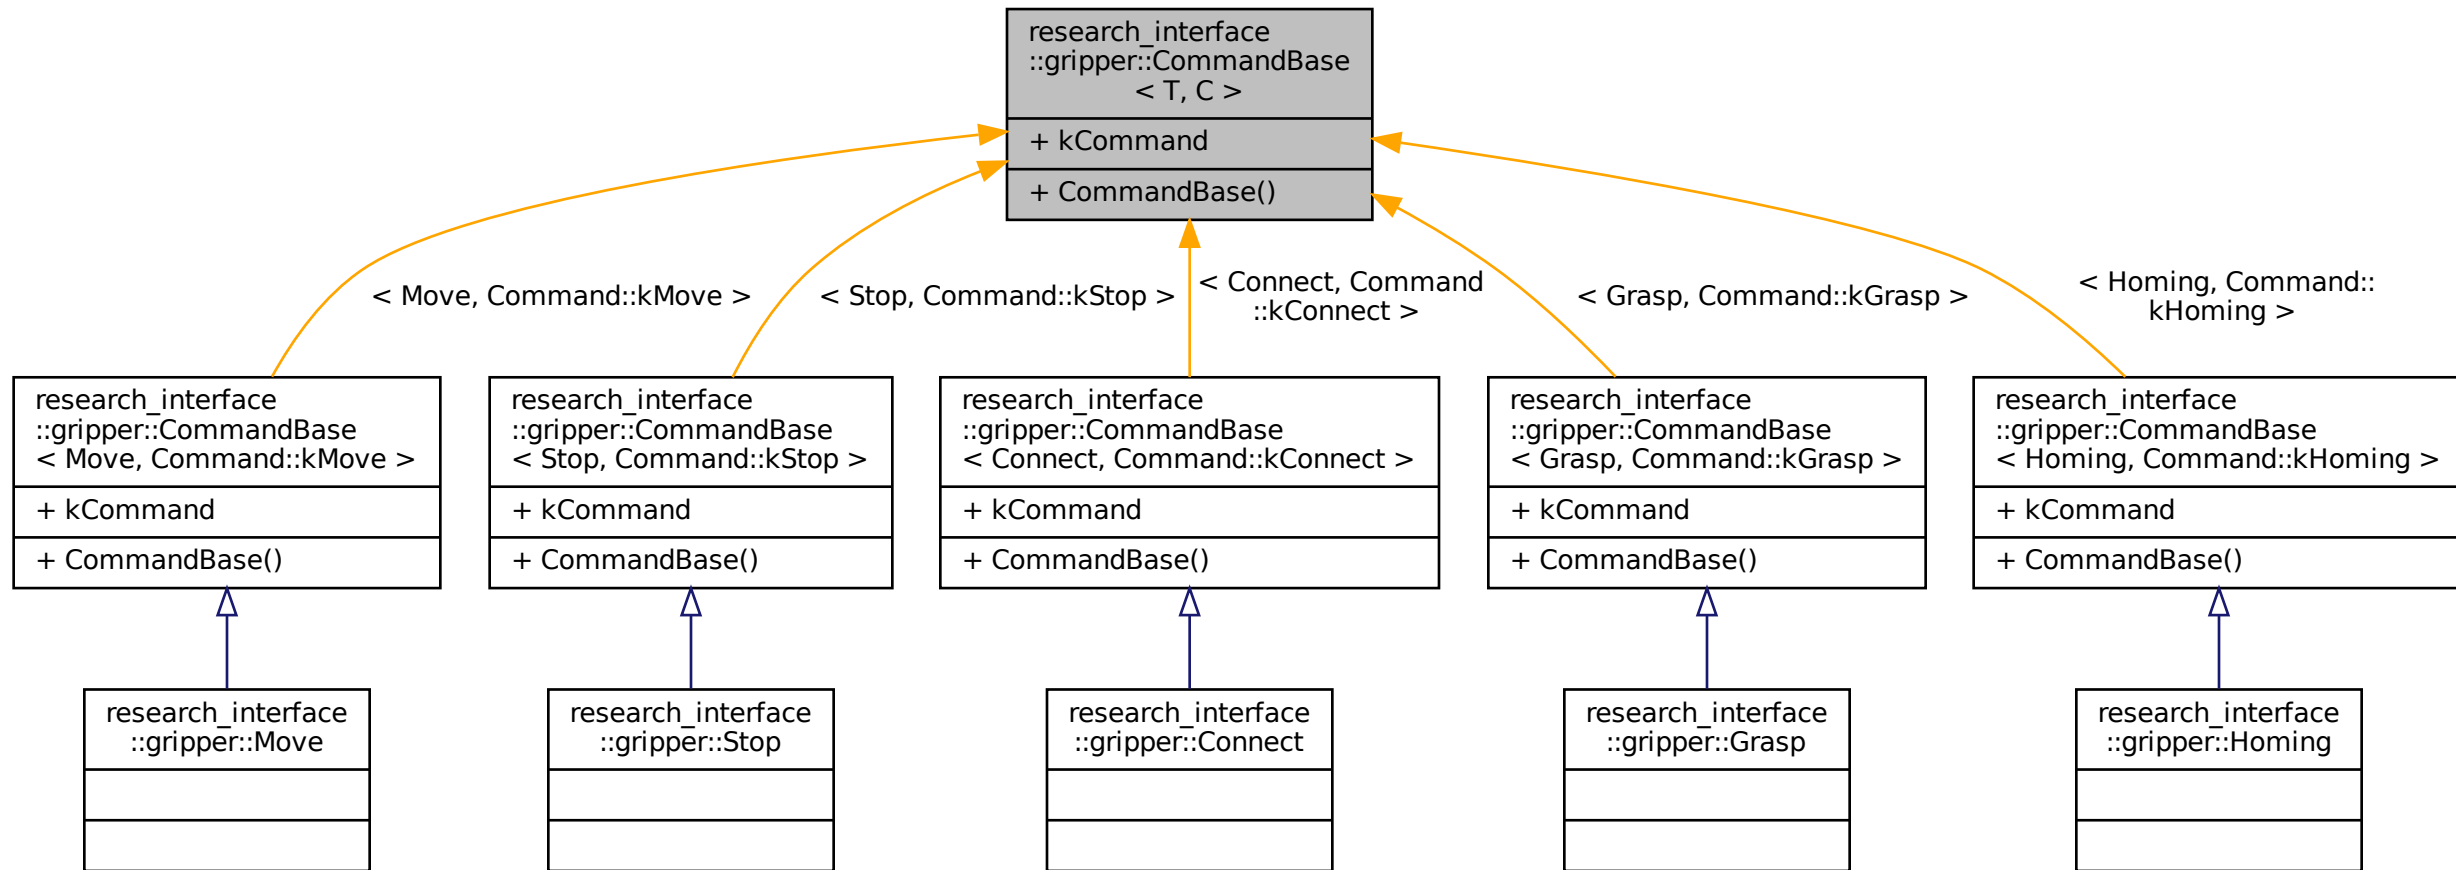 research_interface
::gripper::CommandBase
< T, C >
+ kCommand
+ CommandBase()
< Move, Command::kMove >
< Stop, Command::kStop >
< Connect, Command
::kConnect >
< Grasp, Command::kGrasp >
< Homing, Command::
kHoming >
research_interface
::gripper::CommandBase
< Move, Command::kMove >
+ kCommand
+ CommandBase()
research_interface
::gripper::CommandBase
< Stop, Command::kStop >
+ kCommand
+ CommandBase()
research_interface
::gripper::CommandBase
< Connect, Command::kConnect >
+ kCommand
+ CommandBase()
research_interface
::gripper::CommandBase
< Grasp, Command::kGrasp >
+ kCommand
+ CommandBase()
research_interface
::gripper::CommandBase
< Homing, Command::kHoming >
+ kCommand
+ CommandBase()
research_interface
::gripper::Move
research_interface
::gripper::Stop
research_interface
::gripper::Connect
research_interface
::gripper::Grasp
research_interface
::gripper::Homing